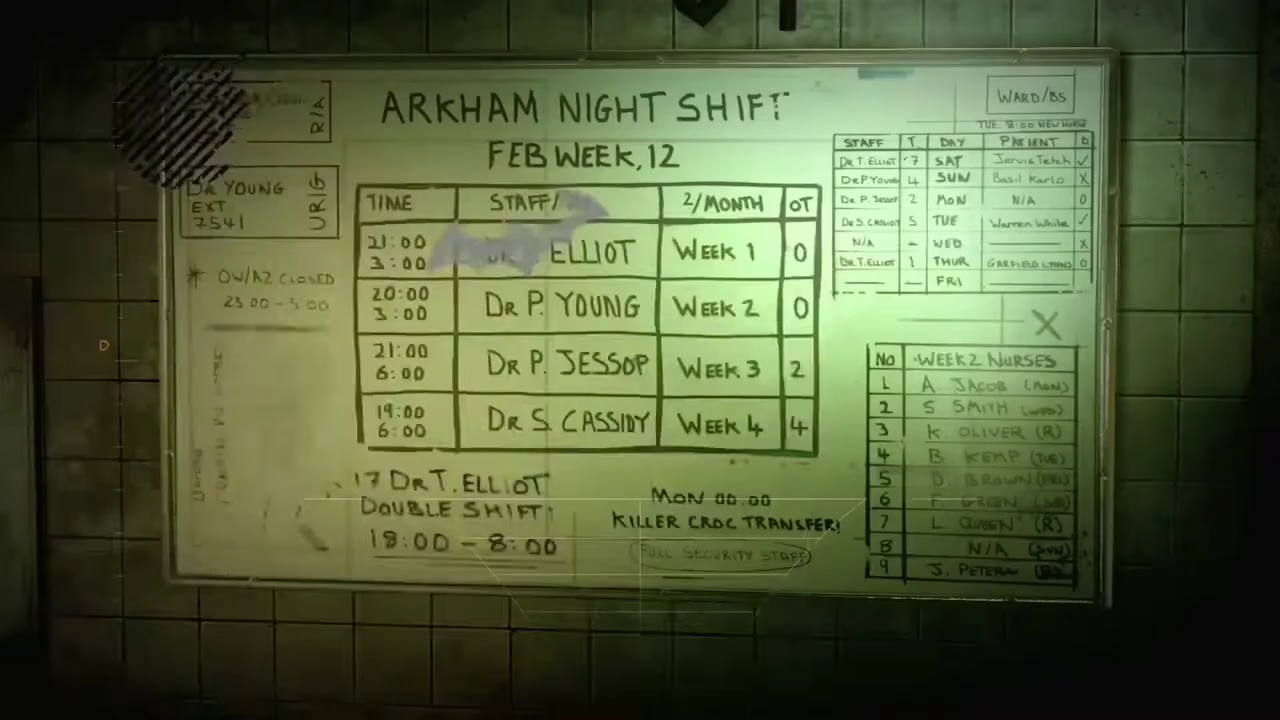 R/A
DR YOUNG
EXT
7541
URG
* OW/AZ CLOSED
23 00 - 5:00
ARKHAM NIGHT SHIFT
FEB WEEK, 12
TIME STAFF/ 2/MONTH OT
21:00 3:00 ELLIOT WEEK 1 0
20:00 3:00 DR P. YOUNG WEEK 2 0
21:00 6:00 DR P. JESSOP WEEK 3 2
19:00 6:00 DR S. CASSIDY WEEK 4 4
17 DR T. ELLIOT
DOUBLE SHIFT!
18:00 - 8:00
MON 00.00
KILLER CROC TRANSFER!
FULL SECURITY STAFF
WARD/BS
TUE. 8:00 NEW NURSE
STAFF T. DAY PATIENT D
DR T. ELLIOT 7 SAT Jervis Tetch ✓
DR P. YOUNG 4 SUN Basil Karlo X
DR P. Jessop 2 MON N/A 0
DR S. CASSIDY 5 TUE Warren White ✓
N/A – WED — X
DR T. ELLIOT 1 THUR GARFIELD LYNNS 0
— — FRI
X
NO WEEK 2 NURSES
1 A. JACOB (MON)
2 S SMITH (WED)
3 K OLIVER (R)
4 B. KEMP (TUE)
5 D. BROWN (FRI)
6 F. GREEN
7 L QUEEN (R)
8 N/A (SUN)
9 J.
D